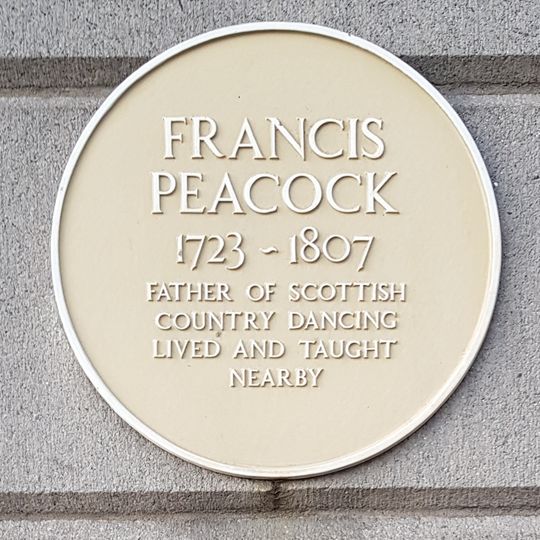 FRANCIS
PEACOCK
1723 ~ 1807
FATHER OF SCOTTISH
COUNTRY DANCING
LIVED AND TAUGHT
NEARBY